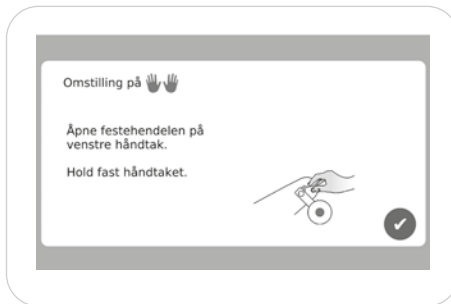 Omstilling på
Åpne festehendelen på
venstre håndtak.
Hold fast håndtaket.